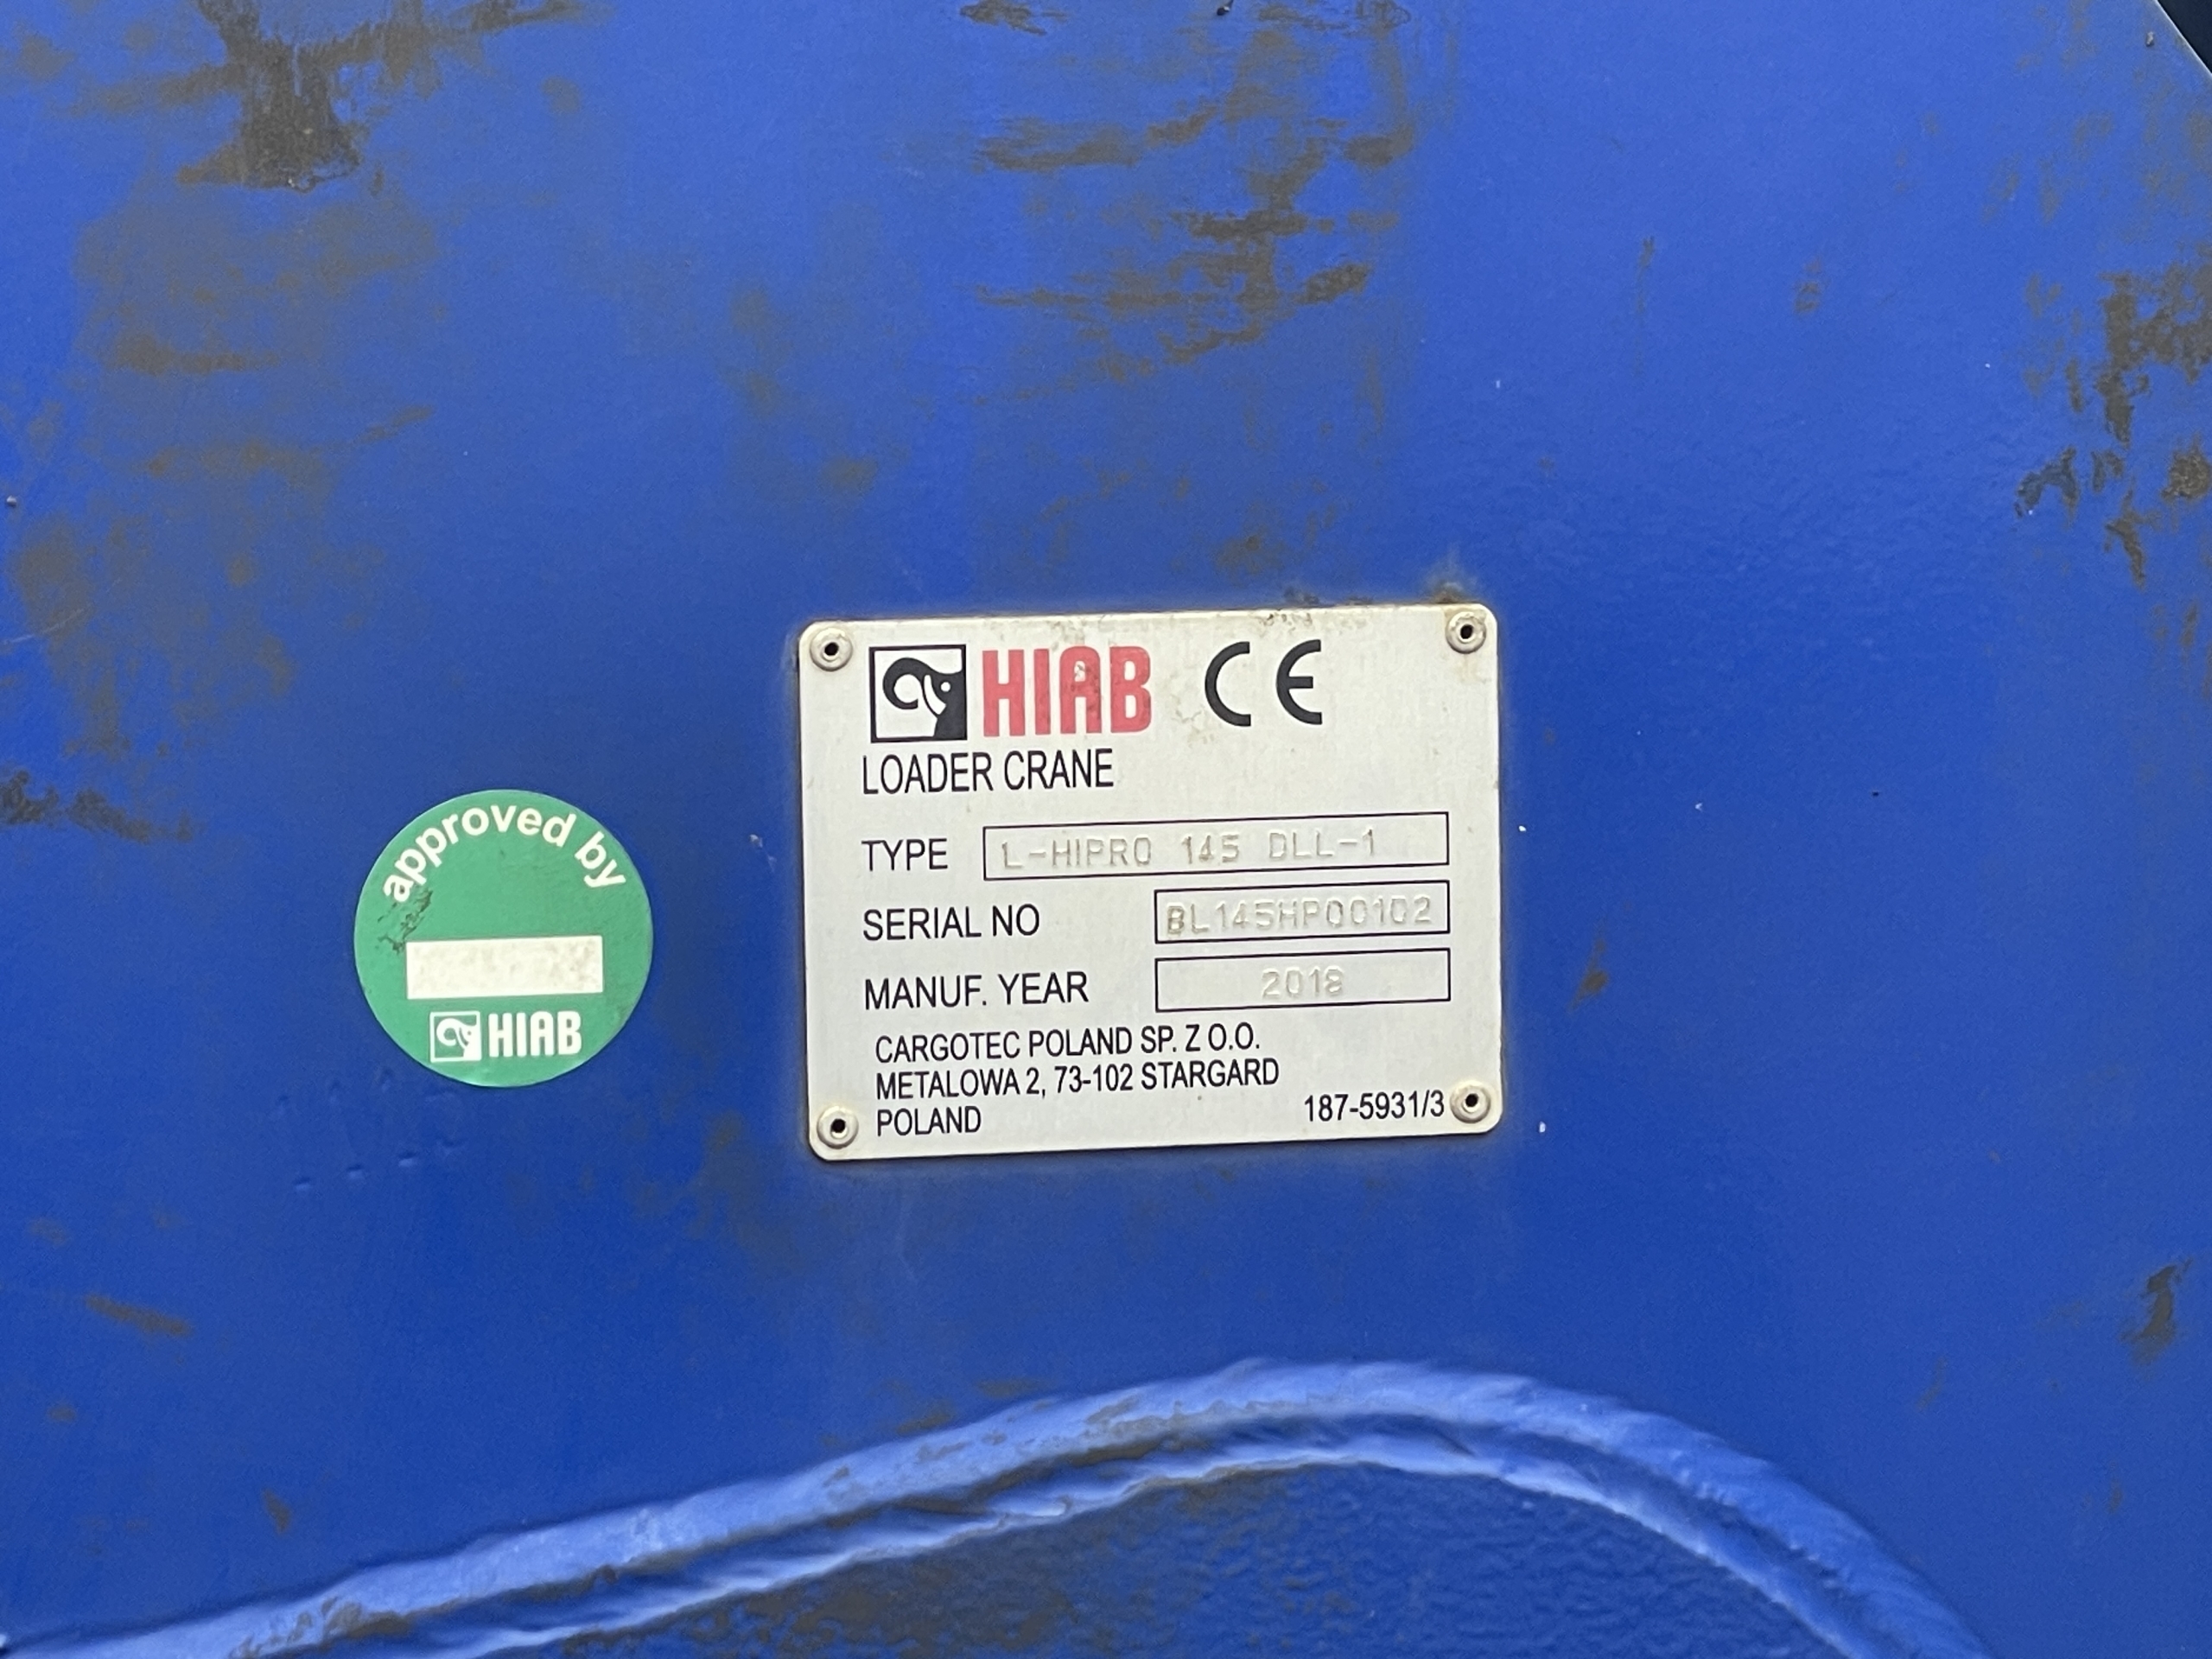 approved by
HIAB
HIAB CE
LOADER CRANE
TYPE L-HIPRO 145 DLL-1
SERIAL NO BL145HP00102
MANUF. YEAR 2018
CARGOTEC POLAND SP. Z O.O.
METALOWA 2, 73-102 STARGARD
POLAND 187-5931/3